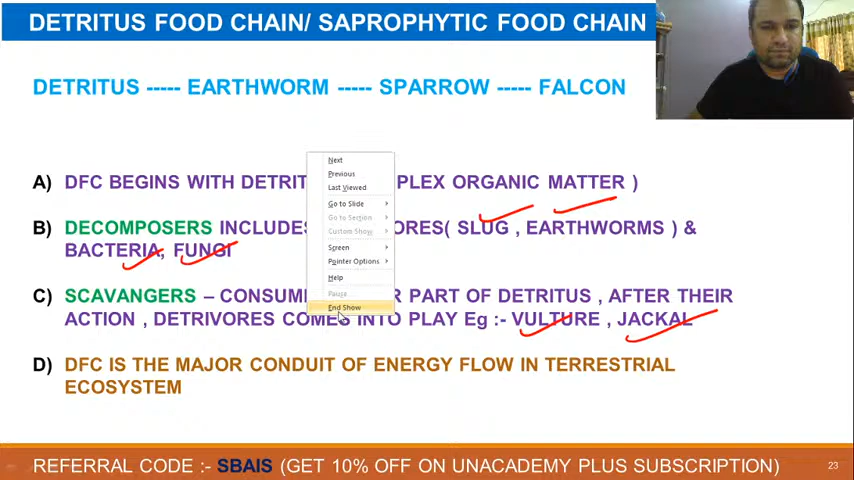 DETRITUS FOOD CHAIN/ SAPROPHYTIC FOOD CHAIN
DETRITUS ----- EARTHWORM ----- SPARROW ----- FALCON
A) DFC BEGINS WITH DETRIT PLEX ORGANIC MATTER )
B) DECOMPOSERS INCLUDES ORES( SLUG , EARTHWORMS ) &
BACTERIA, FUNGI
C) SCAVANGERS – CONSUM R PART OF DETRITUS , AFTER THEIR
ACTION , DETRIVORES COMES INTO PLAY Eg :- VULTURE , JACKAL
D) DFC IS THE MAJOR CONDUIT OF ENERGY FLOW IN TERRESTRIAL
ECOSYSTEM
Next
Previous
Last Viewed
Go to Slide
Go to Section
Custom Show
Screen
Pointer Options
Help
Pause
End Show
REFERRAL CODE :- SBAIS (GET 10% OFF ON UNACADEMY PLUS SUBSCRIPTION)
23